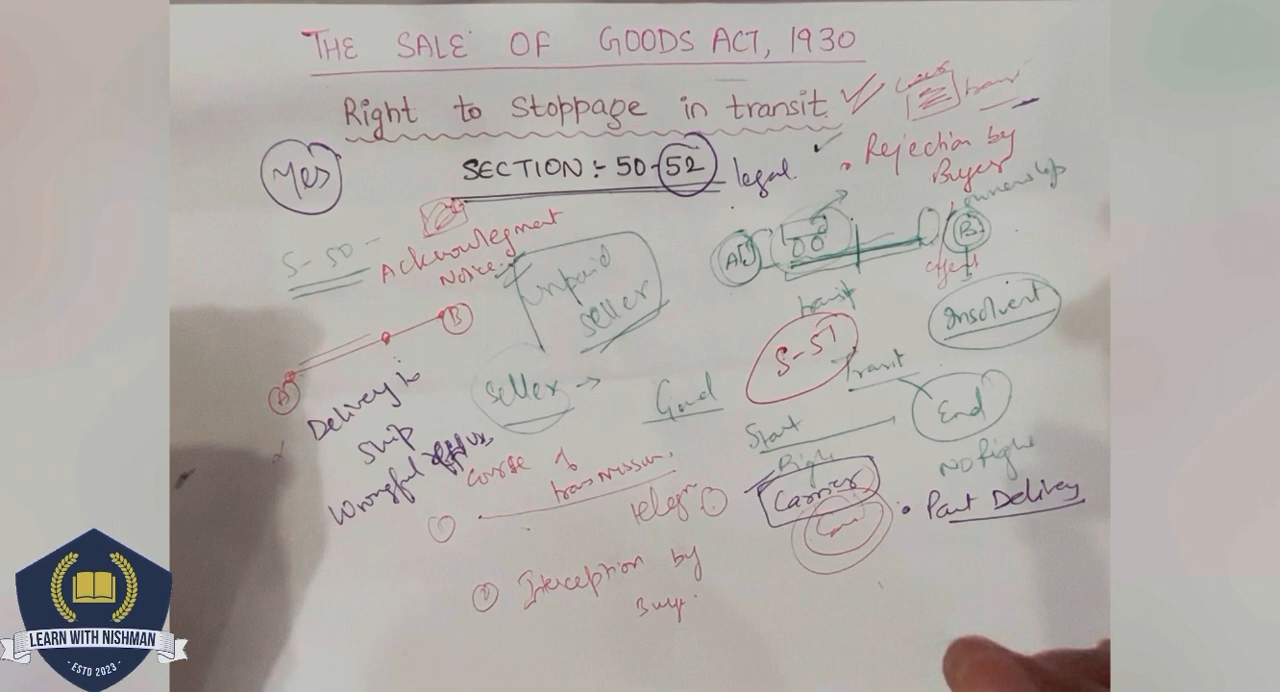 THE SALE OF GOODS ACT, 1930
Right to Stoppage in transit
Yes
SECTION :- 50-52 legal
• Rejection by
Buyer
ownership
S-50 -
Acknowlegment
Notice
Unpaid
seller
A
B
transit
S-51
Insolvent
A
B
Delivery to
Ship
Wrongful
seller →
Good
Transit
Start
End
Right
No Right
Carrier
• Part Delivery
course of
transmission
Interception by
LEARN WITH NISHMAN
- ESTD 2023 -